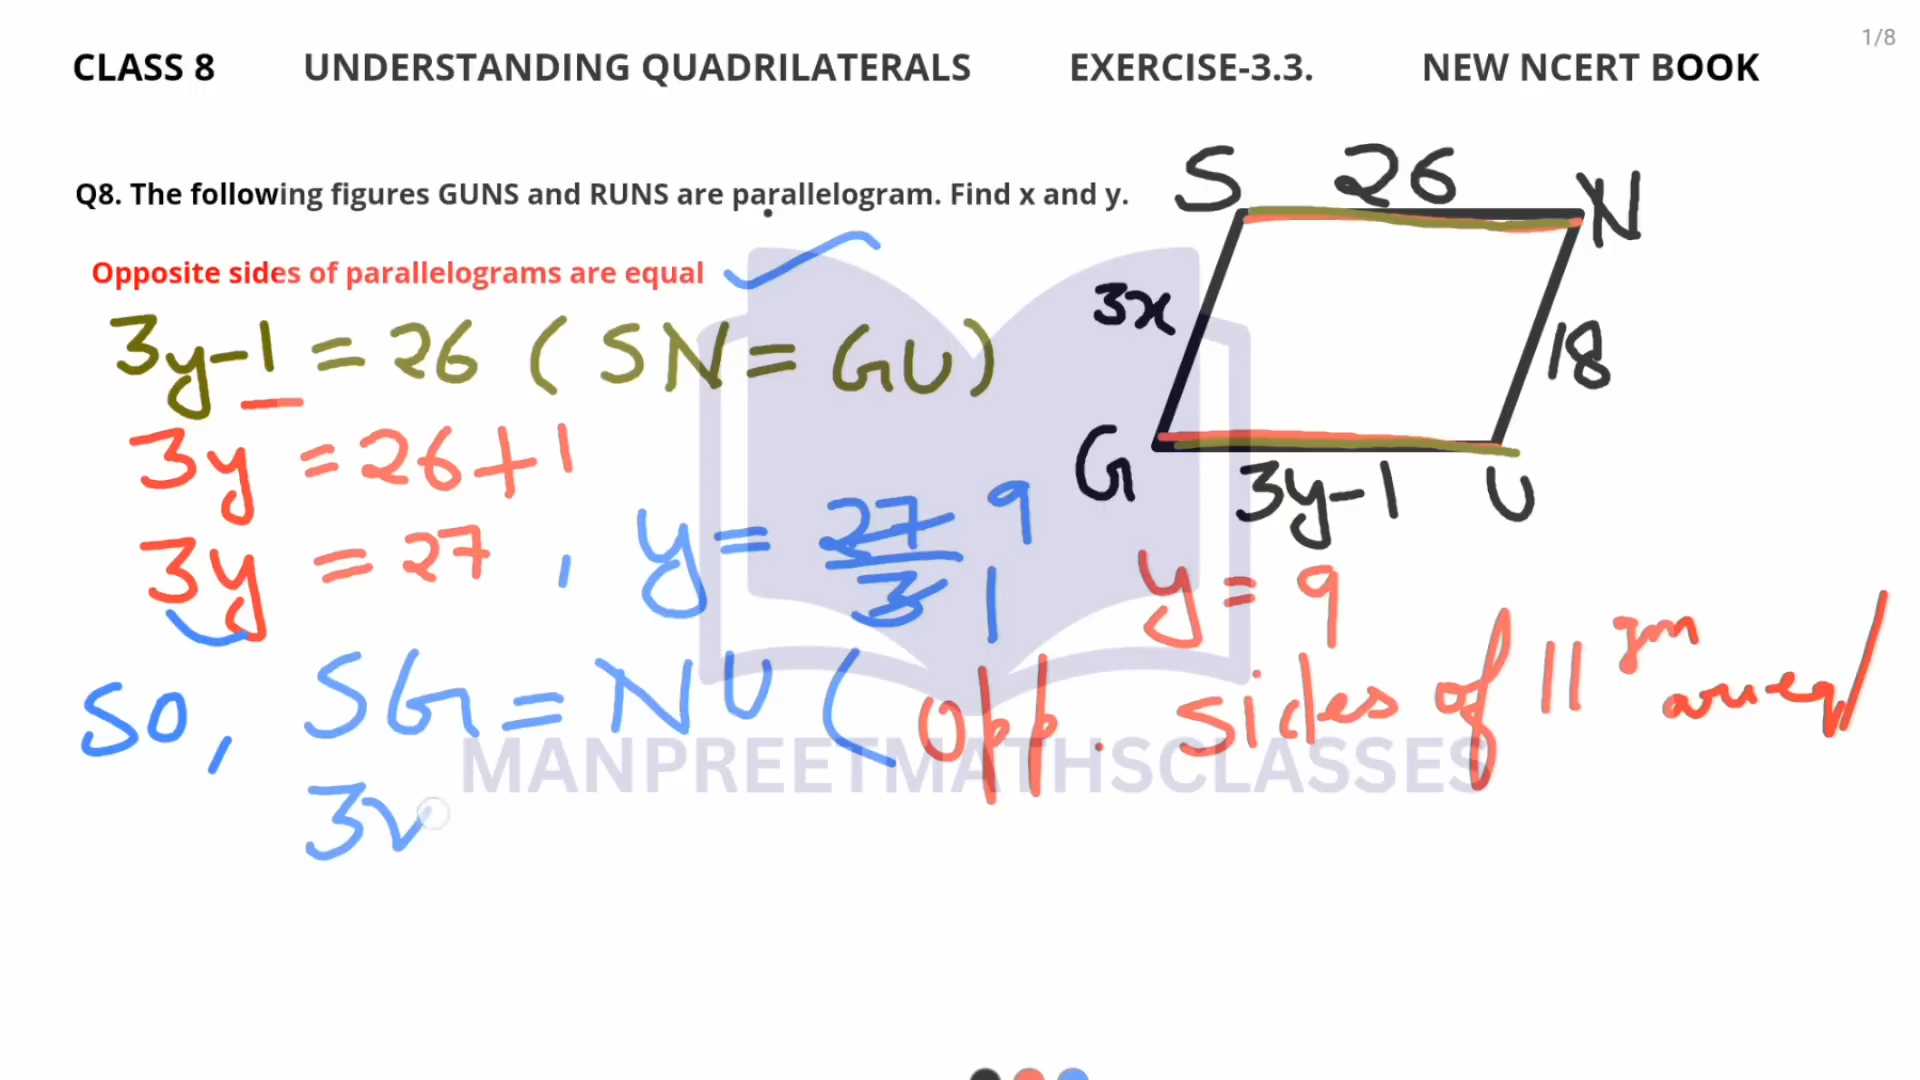 1/8
CLASS 8 UNDERSTANDING QUADRILATERALS EXERCISE-3.3. NEW NCERT BOOK
Q8. The following figures GUNS and RUNS are parallelogram. Find x and y.
S 26 N
Opposite sides of parallelograms are equal
3x
18
3y-1 = 26 ( SN = GU )
3y = 26+1
G 3y-1 U
3y = 27 , y = 27/3 9 1
y = 9
SO, SG = NU ( opp. sides of ||gm are eq/
MANPREETMATHSCLASSES
3